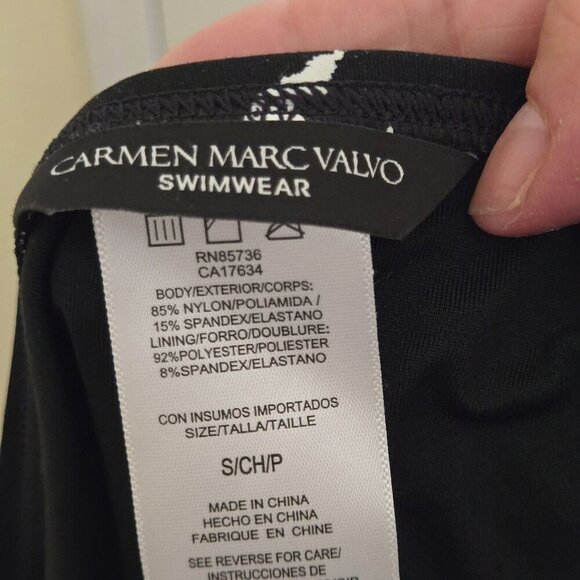 CARMEN MARC VALVO
SWIMWEAR
RN85736
CA17634
BODY/EXTERIOR/CORPS:
85% NYLON/POLIAMIDA /
15% SPANDEX/ELASTANO
LINING/FORRO/DOUBLURE:
92%POLYESTER/POLIESTER
8%SPANDEX/ELASTANO
CON INSUMOS IMPORTADOS
SIZE/TALLA/TAILLE
S/CH/P
MADE IN CHINA
HECHO EN CHINA
FABRIQUE EN CHINE
SEE REVERSE FOR CARE/
INSTRUCCIONES DE